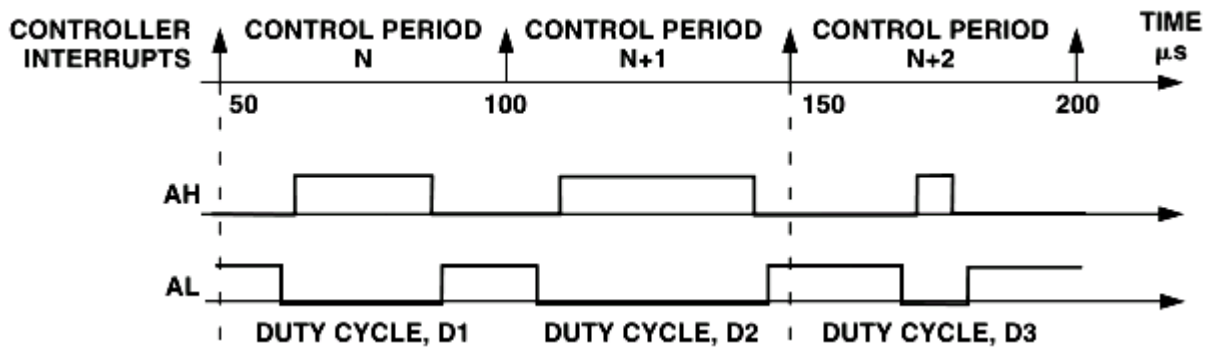 CONTROLLER INTERRUPTS
CONTROL PERIOD N
CONTROL PERIOD N+1
CONTROL PERIOD N+2
TIME μs
50
100
150
200
AH
AL
DUTY CYCLE, D1
DUTY CYCLE, D2
DUTY CYCLE, D3